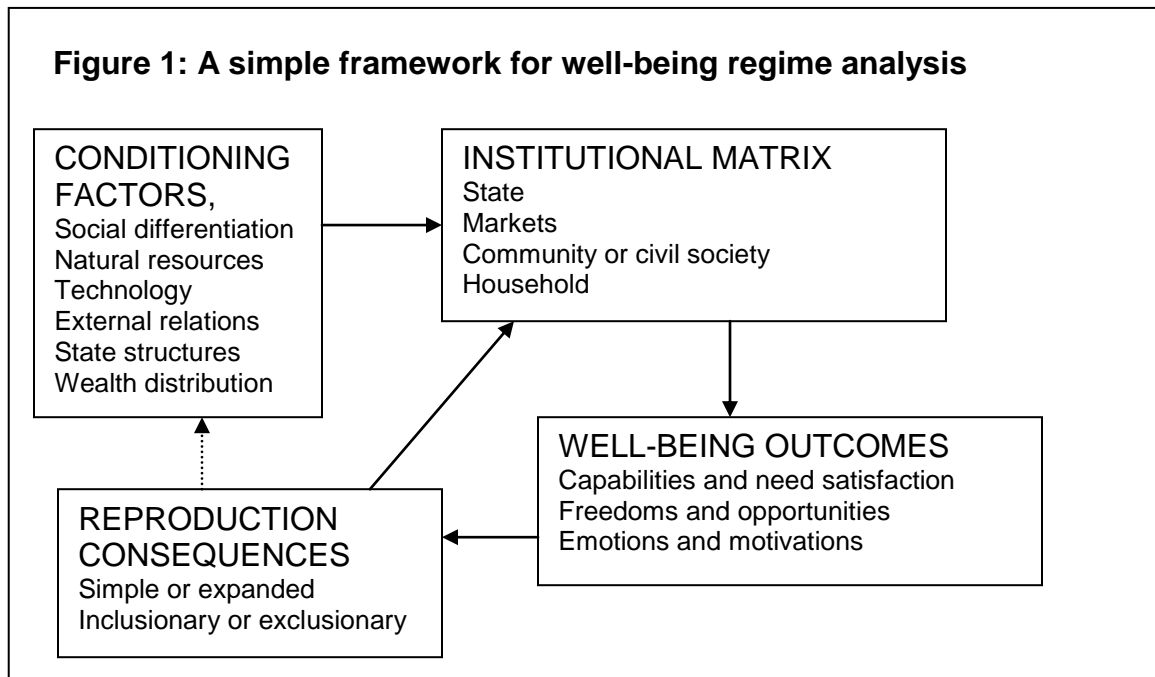 Figure 1: A simple framework for well-being regime analysis
CONDITIONING
FACTORS,
Social differentiation
Natural resources
Technology
External relations
State structures
Wealth distribution
INSTITUTIONAL MATRIX
State
Markets
Community or civil society
Household
WELL-BEING OUTCOMES
Capabilities and need satisfaction
Freedoms and opportunities
Emotions and motivations
REPRODUCTION
CONSEQUENCES
Simple or expanded
Inclusionary or exclusionary